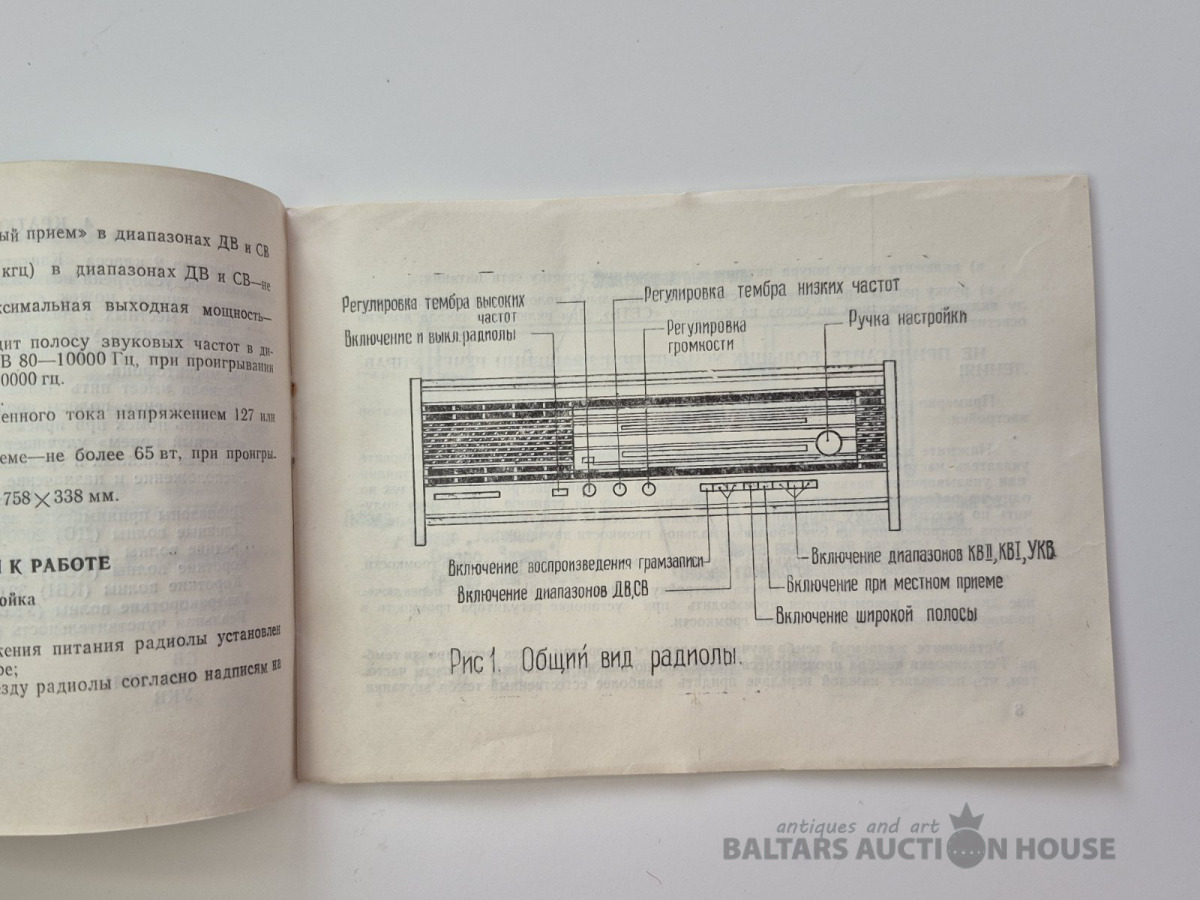 ый прием» в диапазонах ДВ и СВ
кгц) в диапазонах ДВ и СВ—не
ксимальная выходная мощность—
дит полосу звуковых частот в ди-
В 80—10000 Гц, при проигрывании
0000 гц.
енного тока напряжением 127 или
еме—не более 65 вт, при проигры-
758×338 мм.
К РАБОТЕ
ойка
жения питания радиолы установлен
ре;
езду радиолы согласно надписям на
Регулировка тембра высоких
частот
Включение и выкл. радиолы
Регулировка тембра низких частот
Регулировка
громкости
Ручка настройки
Включение воспроизведения грамзаписи
Включение диапазонов ДВ,СВ
Включение диапазонов КВII,КВI,УКВ
Включение при местном приеме
Включение широкой полосы
Рис 1. Общий вид радиолы.
antiques and art
BALTARS AUCTION HOUSE